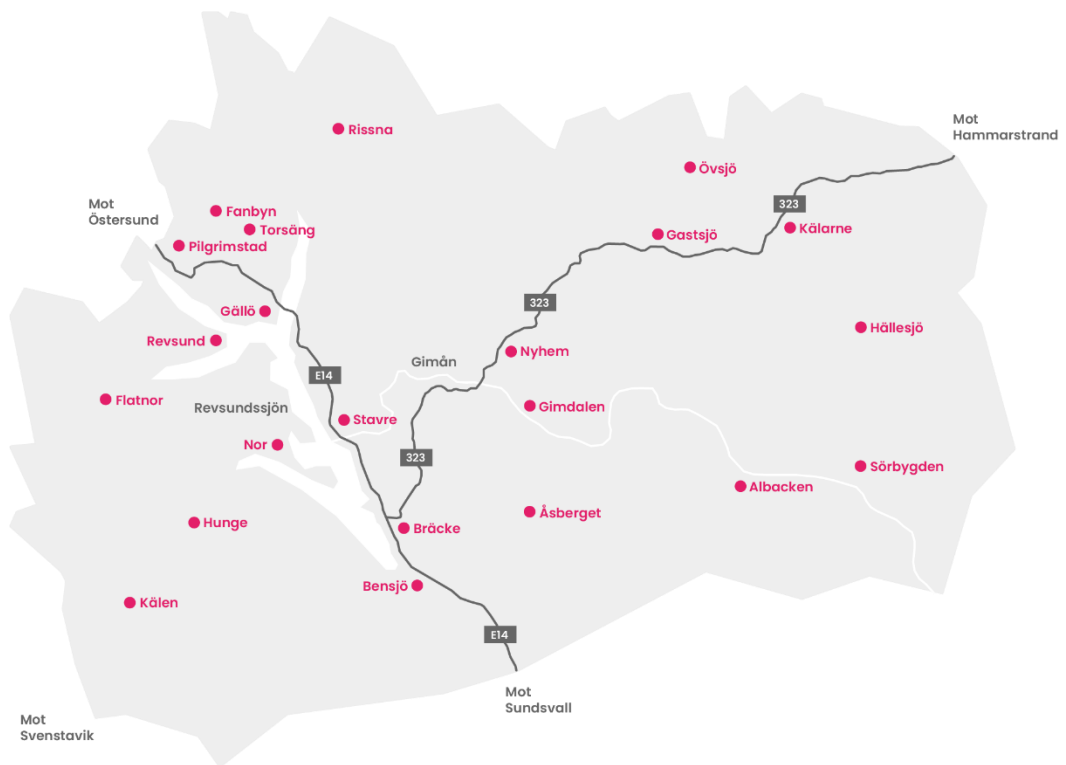 Mot
Hammarstrand
Rissna
Övsjö
Mot
Östersund
323
Fanbyn
Torsäng
Kälarne
Gastsjö
Pilgrimstad
323
Gällö
Hällesjö
Revsund
Nyhem
Gimån
E14
Flatnor
Revsundssjön
Gimdalen
Stavre
Nor
323
Sörbygden
Albacken
Åsberget
Hunge
Bräcke
Bensjö
Kälen
E14
Mot
Sundsvall
Mot
Svenstavik